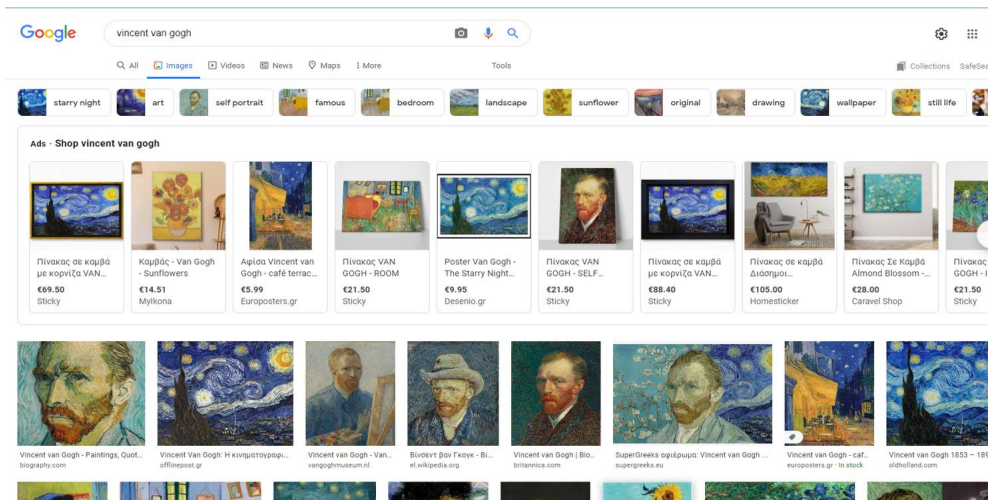 Google
vincent van gogh
All
Images
Videos
News
Maps
More
Tools
Collections
SafeSea
starry night
art
self portrait
famous
bedroom
landscape
sunflower
original
drawing
wallpaper
still life
Ads · Shop vincent van gogh
Πίνακας σε καμβά
με κορνίζα VAN...
€69.50
Sticky
Καμβάς - Van Gogh
- Sunflowers
€14.51
Mylkona
Αφίσα Vincent van
Gogh - café terrac...
€5.99
Europosters.gr
Πίνακας VAN
GOGH - ROOM
€21.50
Sticky
Poster Van Gogh -
The Starry Night...
€9.95
Desenio.gr
Πίνακας VAN
GOGH - SELF...
€21.50
Sticky
Πίνακας σε καμβά
με κορνίζα VAN...
€88.40
Sticky
Πίνακας σε καμβά
Διάσημοι...
€105.00
Homesticker
Πίνακας Σε Καμβά
Almond Blossom -...
€28.00
Caravel Shop
Πίνακας VAN
GOGH - I
€21.50
Sticky
Vincent van Gogh - Paintings, Quot...
biography.com
Vincent Van Gogh: Η κινηματογραφι...
offlinepost.gr
Vincent van Gogh - Van...
vangoghmuseum.nl
Βίνσεντ βαν Γκογκ - Βι...
el.wikipedia.org
Vincent van Gogh | Bio...
britannica.com
SuperGreeks αφιέρωμα: Vincent van Gogh ...
supergreeks.eu
Vincent van Gogh - caf...
europosters.gr · In stock
Vincent van Gogh 1853 – 189
oldholland.com